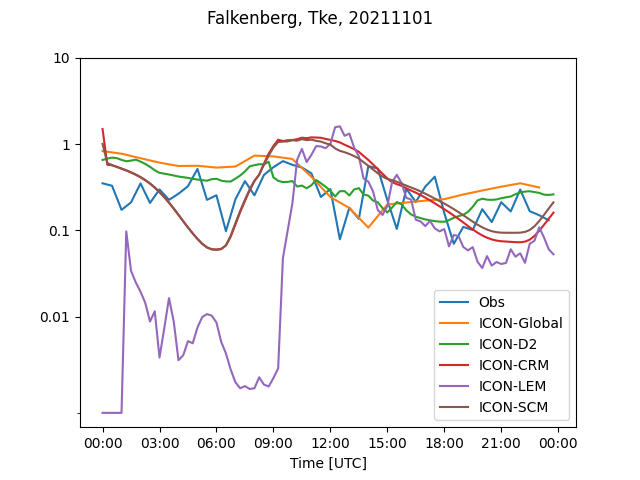 Falkenberg, Tke, 20211101
10
1
0.1
0.01
Obs
ICON-Global
ICON-D2
ICON-CRM
ICON-LEM
ICON-SCM
00:00 03:00 06:00 09:00 12:00 15:00 18:00 21:00 00:00
Time [UTC]